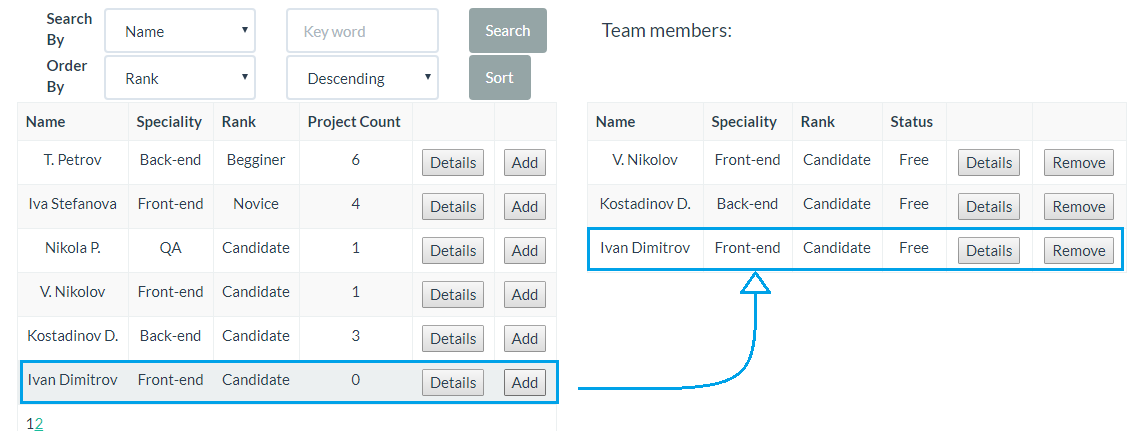 Search By Name Key word Search
Order By Rank Descending Sort
Name Speciality Rank Project Count
T. Petrov Back-end Begginer 6 Details Add
Iva Stefanova Front-end Novice 4 Details Add
Nikola P. QA Candidate 1 Details Add
V. Nikolov Front-end Candidate 1 Details Add
Kostadinov D. Back-end Candidate 3 Details Add
Ivan Dimitrov Front-end Candidate 0 Details Add
12
Team members:
Name Speciality Rank Status
V. Nikolov Front-end Candidate Free Details Remove
Kostadinov D. Back-end Candidate Free Details Remove
Ivan Dimitrov Front-end Candidate Free Details Remove